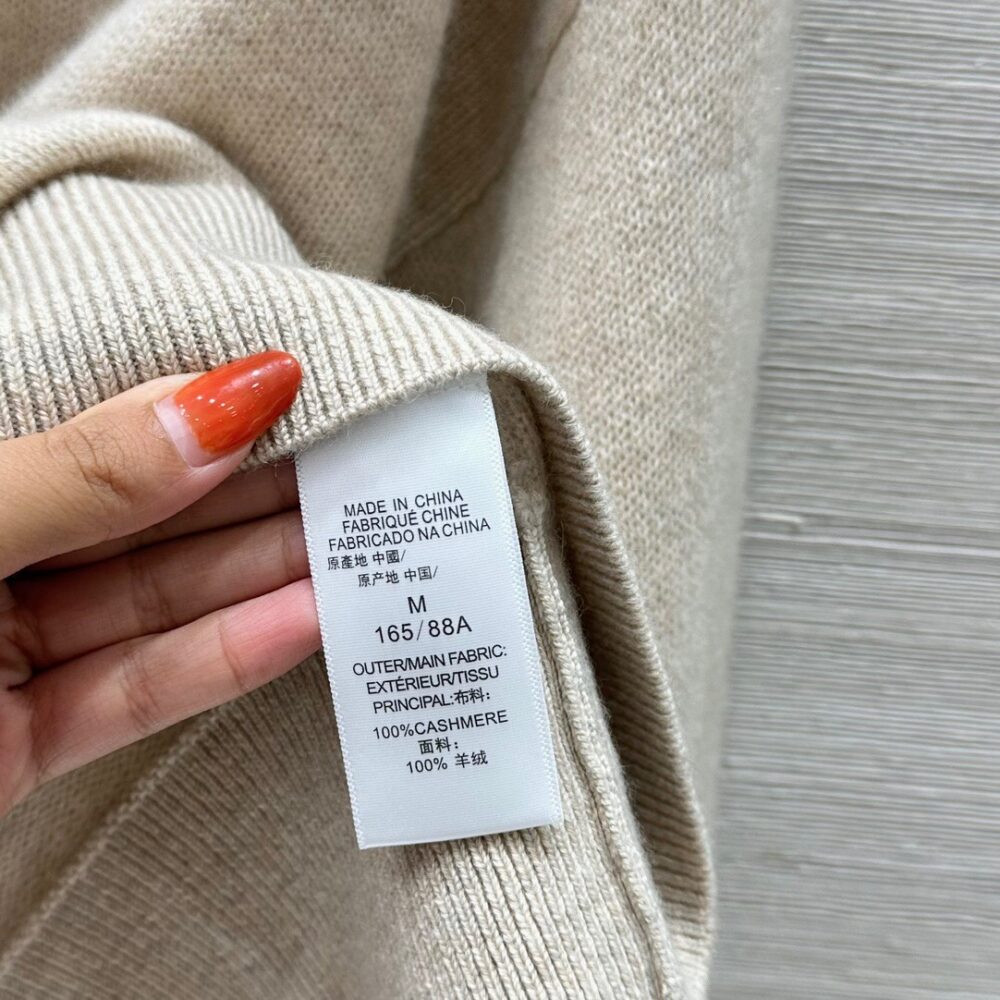 MADE IN CHINA
FABRIQUÉ CHINE
FABRICADO NA CHINA
原產地 中國/
原产地 中国/
M
165/88A
OUTER/MAIN FABRIC:
EXTÉRIEUR/TISSU
PRINCIPAL:布料:
100%CASHMERE
面料:
100% 羊绒